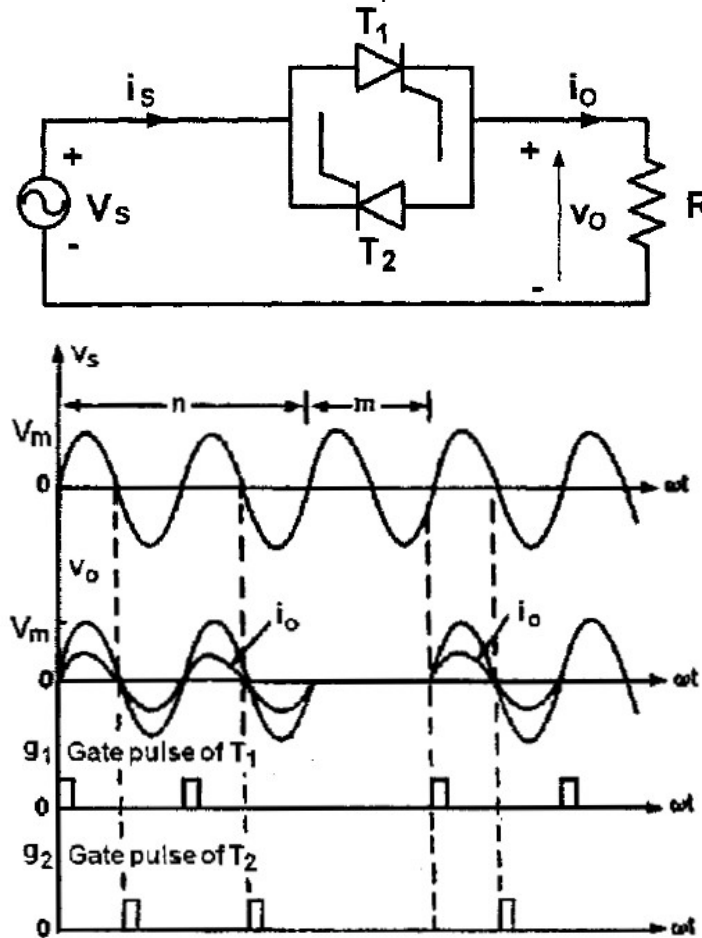 T1
is
io
+
+
Vs
vo
R
-
-
T2
vs
n
m
Vm
0
ωt
vo
Vm
io
io
0
ωt
g1 Gate pulse of T1
0
ωt
g2 Gate pulse of T2
0
ωt